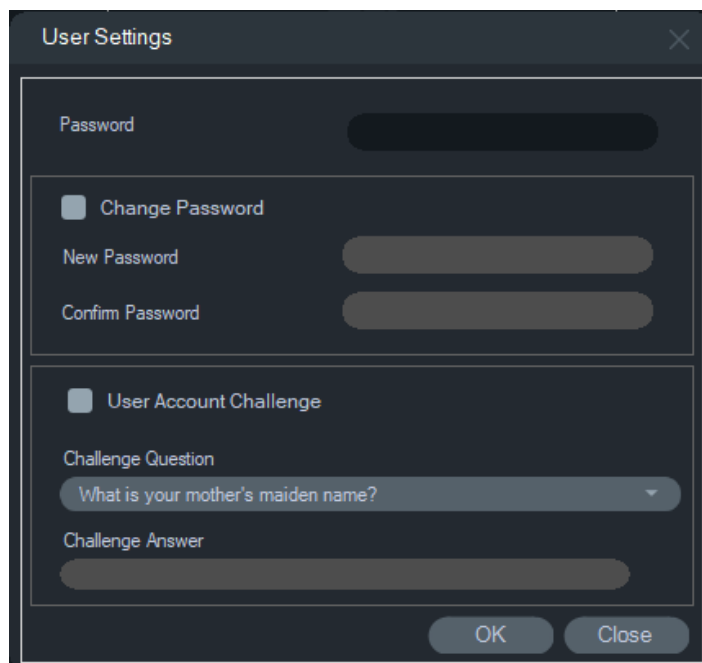 User Settings
Password
Change Password
New Password
Confirm Password
User Account Challenge
Challenge Question
What is your mother's maiden name?
Challenge Answer
OK Close